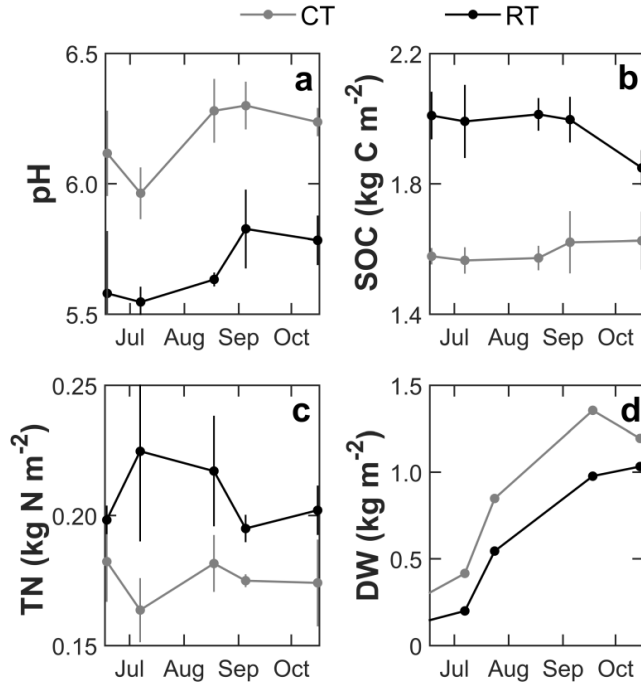 CT RT
a
6.5
6.0
5.5
pH
Jul Aug Sep Oct
b
2.2
1.8
1.4
SOC (kg C m⁻²)
Jul Aug Sep Oct
c
0.25
0.20
0.15
TN (kg N m⁻²)
Jul Aug Sep Oct
d
1.5
1.0
0.5
0
DW (kg m⁻²)
Jul Aug Sep Oct